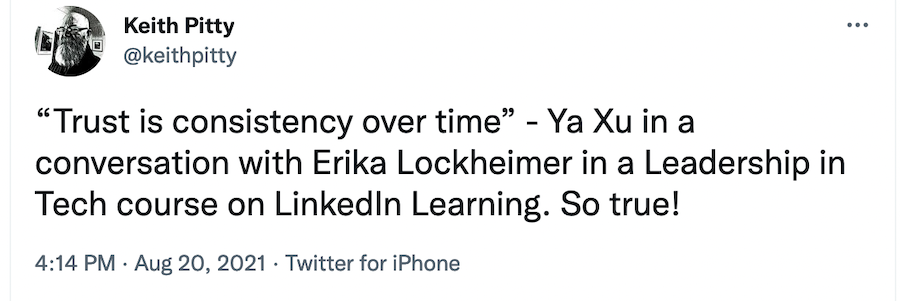 Keith Pitty
@keithpitty
“Trust is consistency over time” - Ya Xu in a
conversation with Erika Lockheimer in a Leadership in
Tech course on LinkedIn Learning. So true!
4:14 PM · Aug 20, 2021 · Twitter for iPhone